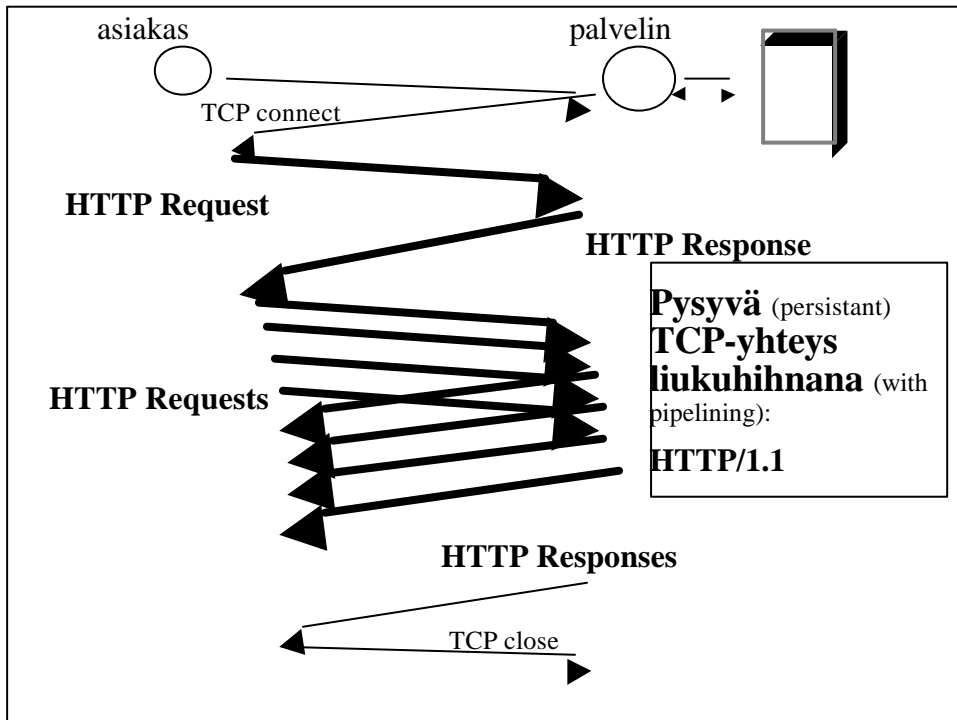 asiakas
palvelin
TCP connect
HTTP Request
HTTP Response
Pysyvä (persistant)
TCP-yhteys
liukuhihnana (with
pipelining):
HTTP/1.1
HTTP Requests
HTTP Responses
TCP close